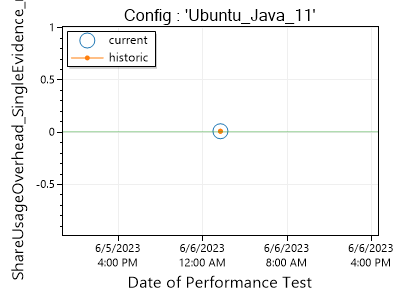 Config : 'Ubuntu_Java_11'
ShareUsageOverhead_SingleEvidence_
current
historic
1
0.5
0
-0.5
6/5/2023 6/6/2023 6/6/2023 6/6/2023
4:00 PM 12:00 AM 8:00 AM 4:00 PM
Date of Performance Test